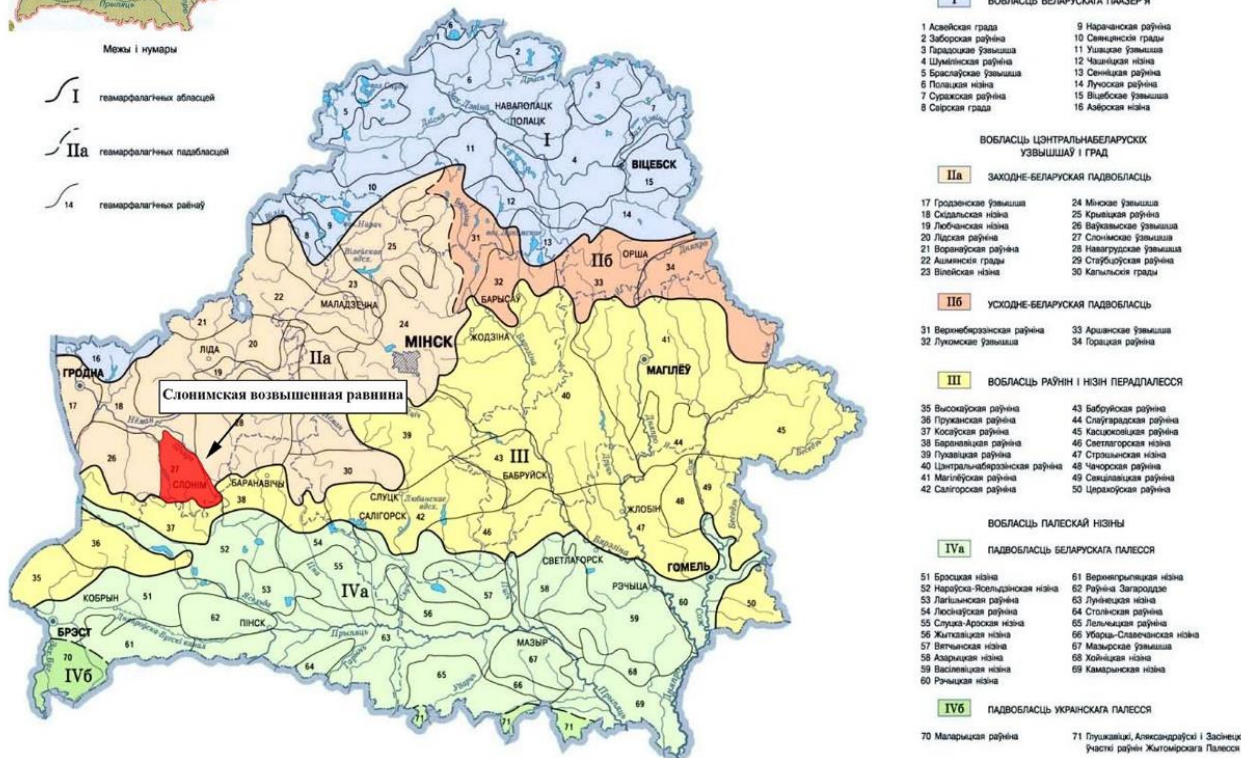 Прыпяць
Межы і нумары
I геамарфалагічных абласцей
IIа геамарфалагічных падабласцей
14 геамарфалагічных раёнаў
НАВАПОЛАЦК
ПОЛАЦК
I
ВІЦЕБСК
IIб
ОРША
БАРЫСАЎ
МАЛАДЗЕЧНА
МІНСК
ЖОДЗІНА
ЛІДА
IIа
ГРОДНА
МАГІЛЁЎ
Слонимская возвышенная равнина
СЛОНІМ
БАРАНАВІЧЫ
III
БАБРУЙСК
СЛУЦК
САЛІГОРСК
ЖЛОБІН
СВЕТЛАГОРСК
ГОМЕЛЬ
РЭЧЫЦА
КОБРЫН
IVа
ПІНСК
БРЭСТ
МАЗЫР
IVб
I ВОБЛАСЦЬ БЕЛАРУСКАГА ПААЗЕР'Я
1 Асвейская града
2 Заборская раўніна
3 Гарадоцкае ўзвышша
4 Шумілінская раўніна
5 Браслаўскае ўзвышша
6 Полацкая нізіна
7 Суражская раўніна
8 Свірская града
9 Нарачанская раўніна
10 Свянцянскія грады
11 Ушацкае ўзвышша
12 Чашніцкая нізіна
13 Сенніцкая раўніна
14 Лучоская раўніна
15 Віцебскае ўзвышша
16 Азёрская нізіна
ВОБЛАСЦЬ ЦЭНТРАЛЬНАБЕЛАРУСКІХ
УЗВЫШШАЎ І ГРАД
IIа ЗАХОДНЕ-БЕЛАРУСКАЯ ПАДВОБЛАСЦЬ
17 Гродзенскае ўзвышша
18 Скідальская нізіна
19 Любчанская нізіна
20 Лідская раўніна
21 Воранаўская раўніна
22 Ашмянскія грады
23 Вілейская нізіна
24 Мінскае ўзвышша
25 Крывіцкая раўніна
26 Ваўкавыскае ўзвышша
27 Слонімскае ўзвышша
28 Навагрудскае ўзвышша
29 Стаўбцоўская раўніна
30 Капыльскія грады
IIб УСХОДНЕ-БЕЛАРУСКАЯ ПАДВОБЛАСЦЬ
31 Верхнебярэзінская раўніна
32 Лукомскае ўзвышша
33 Аршанскае ўзвышша
34 Горацкая раўніна
III ВОБЛАСЦЬ РАЎНІН І НІЗІН ПЕРАДПАЛЕССЯ
35 Высокаўская раўніна
36 Пружанская раўніна
37 Косаўская раўніна
38 Баранавіцкая раўніна
39 Пухавіцкая раўніна
40 Цэнтральнабярэзінская раўніна
41 Магілёўская раўніна
42 Салігорская раўніна
43 Бабруйская раўніна
44 Слаўгарадская раўніна
45 Касцюковіцкая раўніна
46 Светлагорская нізіна
47 Стрэшынская нізіна
48 Чачорская раўніна
49 Свяцілавіцкая раўніна
50 Церахоўская раўніна
ВОБЛАСЦЬ ПАЛЕСКАЙ НІЗІНЫ
IVа ПАДВОБЛАСЦЬ БЕЛАРУСКАГА ПАЛЕССЯ
51 Брэсцкая нізіна
52 Нараўска-Ясельдзінская нізіна
53 Лагішынская раўніна
54 Люсінаўская раўніна
55 Слуцка-Арэская нізіна
56 Жыткавіцкая нізіна
57 Вятчынская нізіна
58 Азарыцкая нізіна
59 Васілевіцкая нізіна
60 Рэчыцкая нізіна
61 Верхняпрыпяцкая нізіна
62 Раўніна Загароддзе
63 Лунінецкая нізіна
64 Столінская раўніна
65 Лельчыцкая раўніна
66 Убарць-Славечанская нізіна
67 Мазырскае ўзвышша
68 Хойніцкая нізіна
69 Камарынская нізіна
IVб ПАДВОБЛАСЦЬ УКРАІНСКАГА ПАЛЕССЯ
70 Маларыцкая раўніна
71 Глушкавіцкі, Аляксандраўскі і Засінецкі
ўчасткі раўнін Жытомірскага Палесся